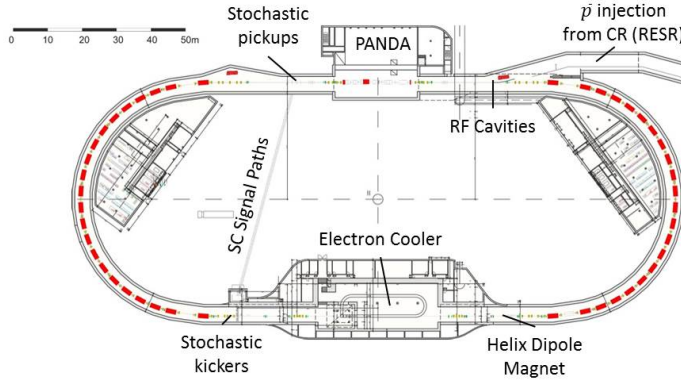 0 10 20 30 40 50m
Stochastic
pickups
PANDA
p̄ injection
from CR (RESR)
RF Cavities
SC Signal Paths
Electron Cooler
Stochastic
kickers
Helix Dipole
Magnet